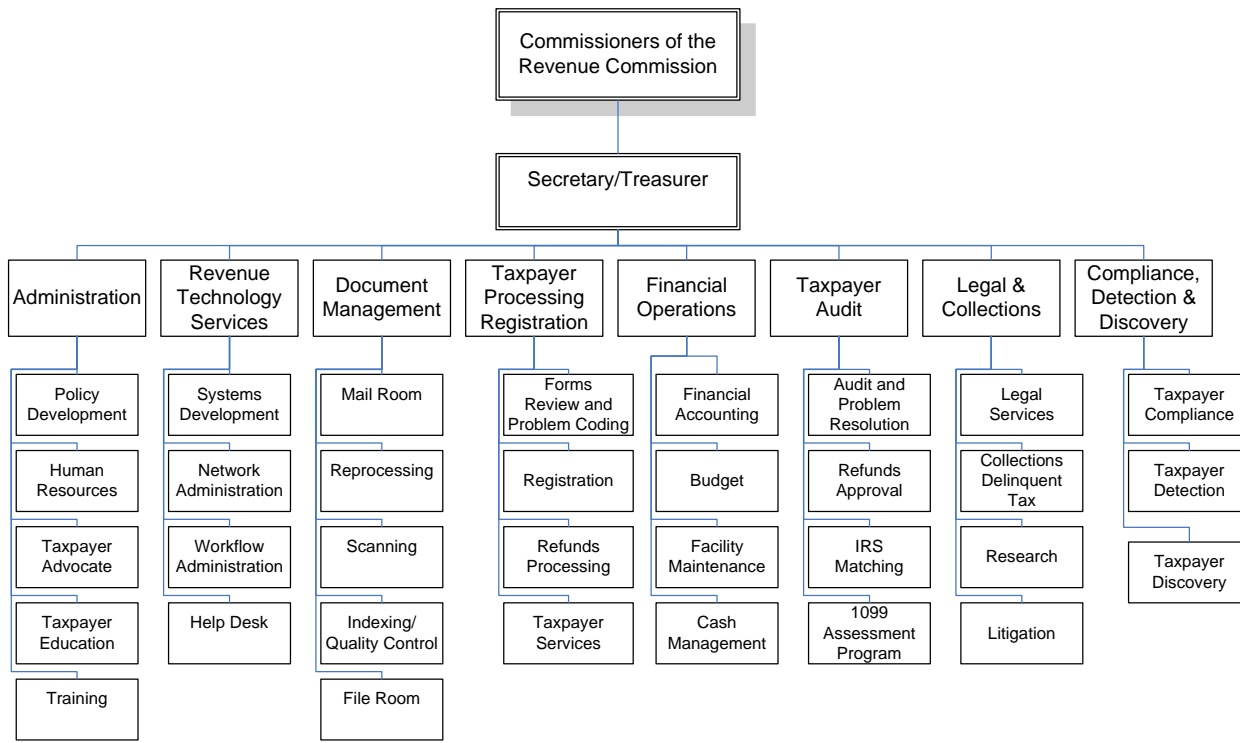 Commissioners of the
Revenue Commission
Secretary/Treasurer
Administration
Revenue
Technology
Services
Document
Management
Taxpayer
Processing
Registration
Financial
Operations
Taxpayer
Audit
Legal &
Collections
Compliance,
Detection &
Discovery
Policy
Development
Human
Resources
Taxpayer
Advocate
Taxpayer
Education
Training
Systems
Development
Network
Administration
Workflow
Administration
Help Desk
Mail Room
Reprocessing
Scanning
Indexing/
Quality Control
File Room
Forms
Review and
Problem Coding
Registration
Refunds
Processing
Taxpayer
Services
Financial
Accounting
Budget
Facility
Maintenance
Cash
Management
Audit and
Problem
Resolution
Refunds
Approval
IRS
Matching
1099
Assessment
Program
Legal
Services
Collections
Delinquent
Tax
Research
Litigation
Taxpayer
Compliance
Taxpayer
Detection
Taxpayer
Discovery